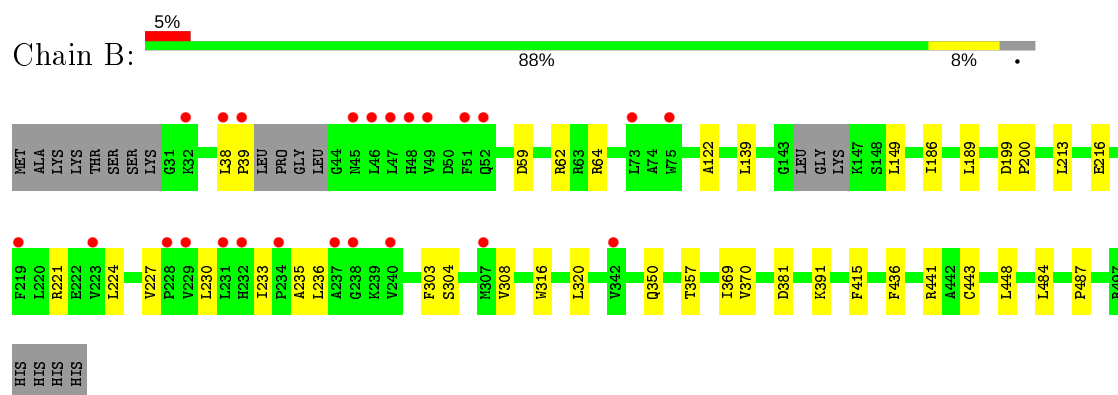 5%
Chain B:
88% 8% •
MET ALA LYS LYS THR SER SER LYS G31 K32 L38 P39 LEU PRO GLY LEU G44 N45 L46 L47 H48 V49 D50 F51 Q52 D59 R62 R63 R64 L73 A74 W75 A122 L139 G143 LEU GLY LYS K147 S148 L149 I186 L189 D199 P200 L213 E216
F219 L220 R221 E222 V223 L224 V227 P228 V229 L230 L231 H232 I233 P234 A235 L236 A237 G238 K239 V240 F303 S304 M307 V308 W316 L320 V342 Q350 T357 I369 V370 D381 K391 F415 F436 R441 A442 C443 L448 L484 P487
HIS HIS HIS HIS